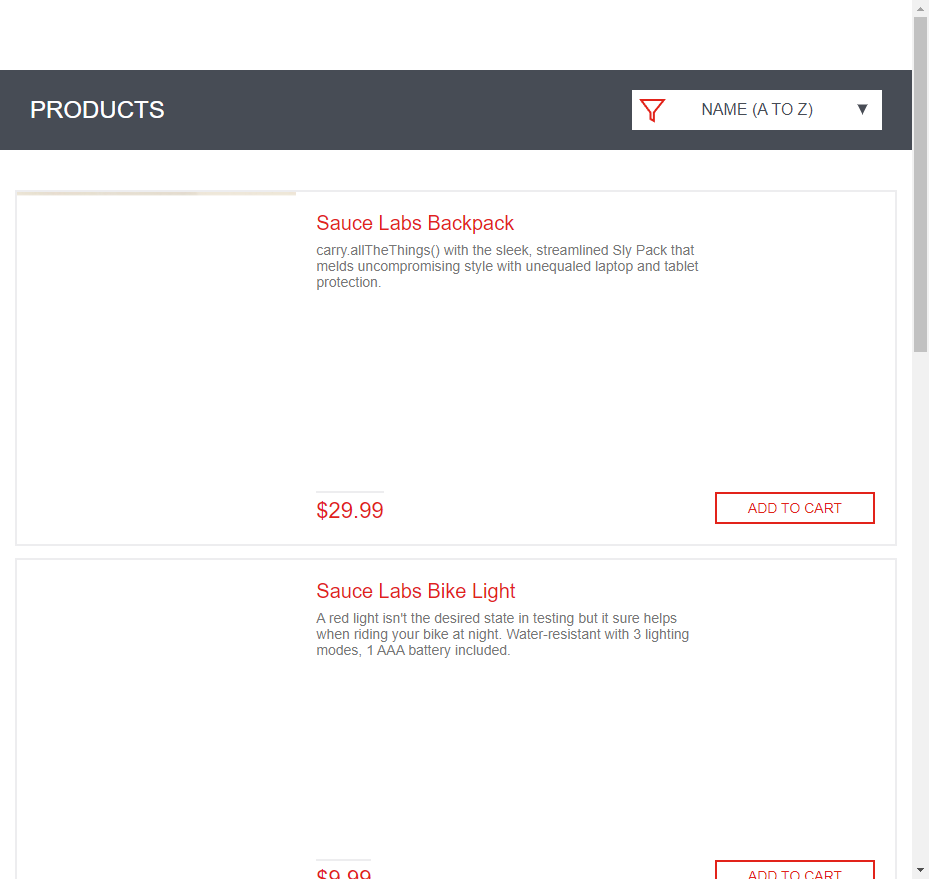 PRODUCTS
NAME (A TO Z)
Sauce Labs Backpack
carry.allTheThings() with the sleek, streamlined Sly Pack that
melds uncompromising style with unequaled laptop and tablet
protection.
$29.99
ADD TO CART
Sauce Labs Bike Light
A red light isn't the desired state in testing but it sure helps
when riding your bike at night. Water-resistant with 3 lighting
modes, 1 AAA battery included.
$9.99
ADD TO CART